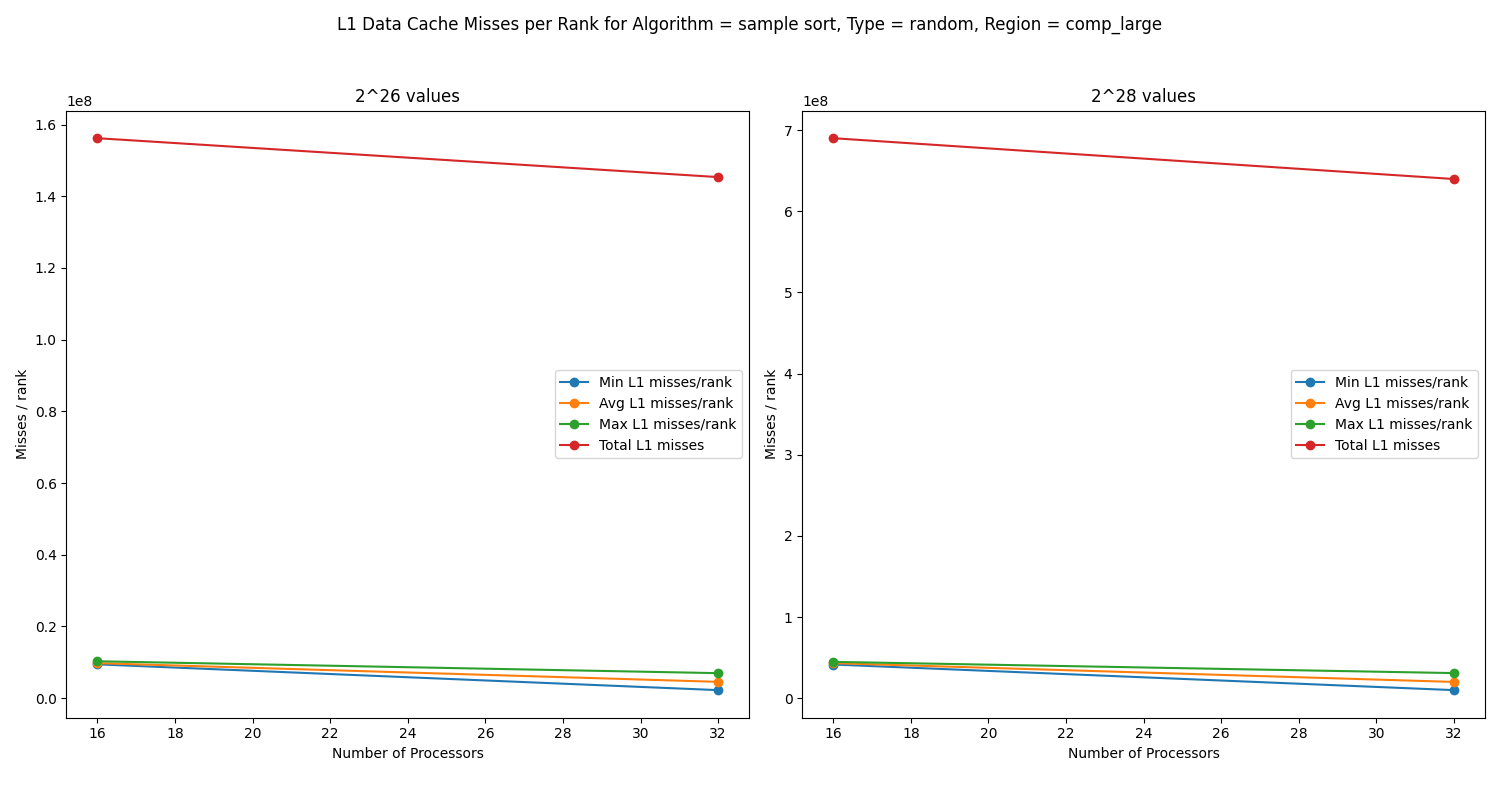 L1 Data Cache Misses per Rank for Algorithm = sample sort, Type = random, Region = comp_large
2^26 values
1e8
1.6
1.4
1.2
1.0
0.8
0.6
0.4
0.2
0.0
Misses / rank
Min L1 misses/rank
Avg L1 misses/rank
Max L1 misses/rank
Total L1 misses
16 18 20 22 24 26 28 30 32
Number of Processors
2^28 values
1e8
7
6
5
4
3
2
1
0
Misses / rank
Min L1 misses/rank
Avg L1 misses/rank
Max L1 misses/rank
Total L1 misses
16 18 20 22 24 26 28 30 32
Number of Processors